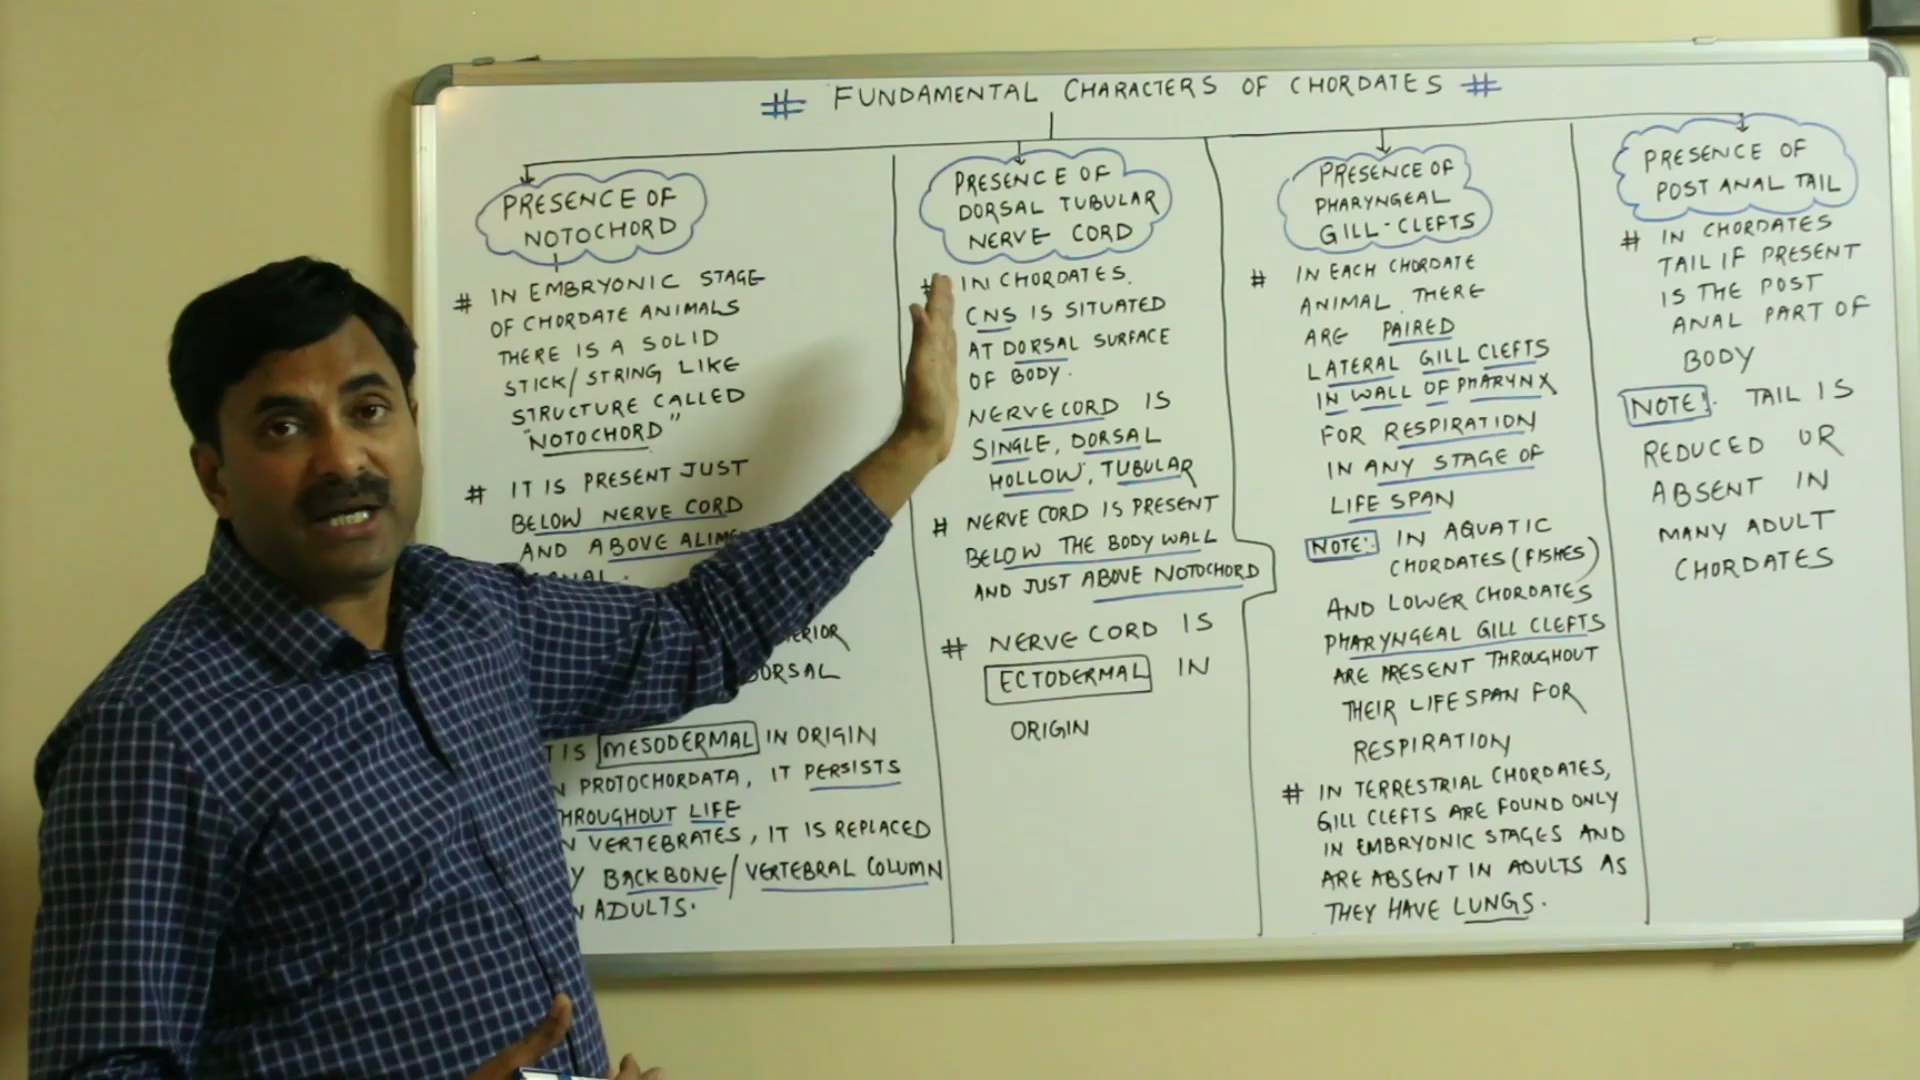 # FUNDAMENTAL CHARACTERS OF CHORDATES #
PRESENCE OF
NOTOCHORD
# IN EMBRYONIC STAGE
OF CHORDATE ANIMALS
THERE IS A SOLID
STICK/STRING LIKE
STRUCTURE CALLED
"NOTOCHORD"
# IT IS PRESENT JUST
BELOW NERVE CORD
AND ABOVE
DORSAL
IS MESODERMAL IN ORIGIN
PROTOCHORDATA, IT PERSISTS
THROUGHOUT LIFE
VERTEBRATES, IT IS REPLACED
BACKBONE/VERTEBRAL COLUMN
ADULTS.
PRESENCE OF
DORSAL TUBULAR
NERVE CORD
# IN CHORDATES.
CNS IS SITUATED
AT DORSAL SURFACE
OF BODY.
NERVE CORD IS
SINGLE, DORSAL
HOLLOW, TUBULAR
# NERVE CORD IS PRESENT
BELOW THE BODY WALL
AND JUST ABOVE NOTOCHORD
# NERVE CORD IS
ECTODERMAL IN
ORIGIN
PRESENCE OF
PHARYNGEAL
GILL-CLEFTS
# IN EACH CHORDATE
ANIMAL THERE
ARE PAIRED
LATERAL GILL CLEFTS
IN WALL OF PHARYNX
FOR RESPIRATION
IN ANY STAGE OF
LIFE SPAN
NOTE: IN AQUATIC
CHORDATES (FISHES)
AND LOWER CHORDATES
PHARYNGEAL GILL CLEFTS
ARE PRESENT THROUGHOUT
THEIR LIFE SPAN FOR
RESPIRATION
# IN TERRESTRIAL CHORDATES,
GILL CLEFTS ARE FOUND ONLY
IN EMBRYONIC STAGES AND
ARE ABSENT IN ADULTS AS
THEY HAVE LUNGS.
PRESENCE OF
POST ANAL TAIL
# IN CHORDATES
TAIL IF PRESENT
IS THE POST
ANAL PART OF
BODY
NOTE: TAIL IS
REDUCED OR
ABSENT IN
MANY ADULT
CHORDATES